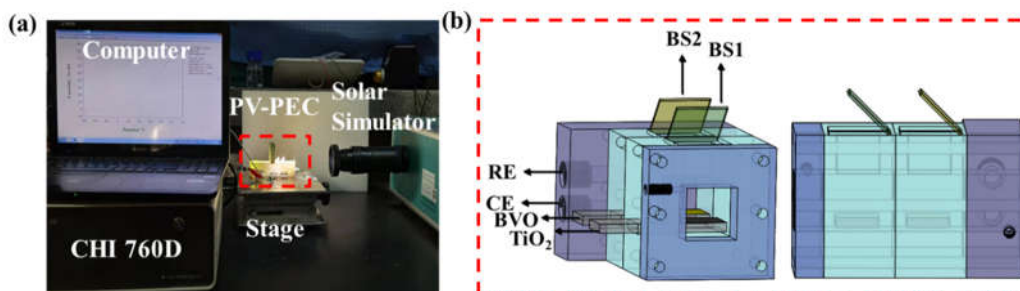 (a)
Computer
PV-PEC
Solar
Simulator
Stage
CHI 760D
(b)
BS2
BS1
RE
CE
BVO
TiO₂